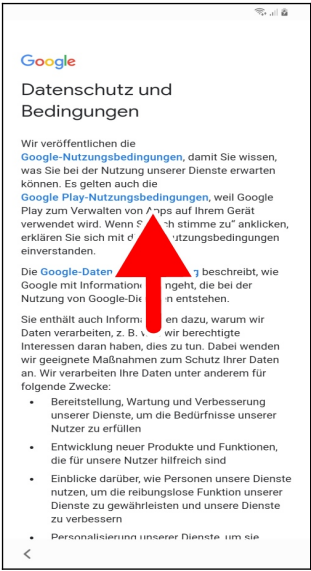 Google
Datenschutz und
Bedingungen
Wir veröffentlichen die
Google-Nutzungsbedingungen, damit Sie wissen,
was Sie bei der Nutzung unserer Dienste erwarten
können. Es gelten auch die
Google Play-Nutzungsbedingungen, weil Google
Play zum Verwalten von Apps auf Ihrem Gerät
verwendet wird. Wenn stimme zu" anklicken,
erklären Sie sich mit
einverstanden.
Die beschreibt, wie
Google mit
Nutzung von entstehen.
Sie enthält auch dazu, warum wir
Daten verarbeiten, z. B. wir berechtigte
Interessen daran haben, dies zu tun. Dabei wenden
wir geeignete Maßnahmen zum Schutz Ihrer Daten
an. Wir verarbeiten Ihre Daten unter anderem für
folgende Zwecke:
• Bereitstellung, Wartung und Verbesserung
unserer Dienste, um die Bedürfnisse unserer
Nutzer zu erfüllen
• Entwicklung neuer Produkte und Funktionen,
die für unsere Nutzer hilfreich sind
• Einblicke darüber, wie Personen unsere Dienste
nutzen, um die reibungslose Funktion unserer
Dienste zu gewährleisten und unsere Dienste
zu verbessern
• Personalisierung unserer Dienste, um sie